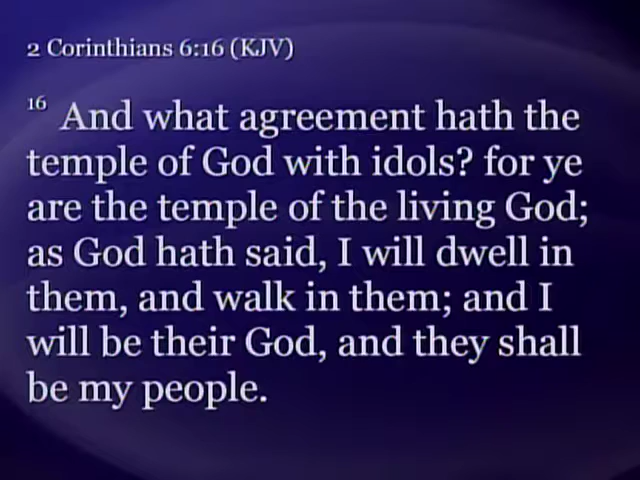 2 Corinthians 6:16 (KJV)
16 And what agreement hath the
temple of God with idols? for ye
are the temple of the living God;
as God hath said, I will dwell in
them, and walk in them; and I
will be their God, and they shall
be my people.